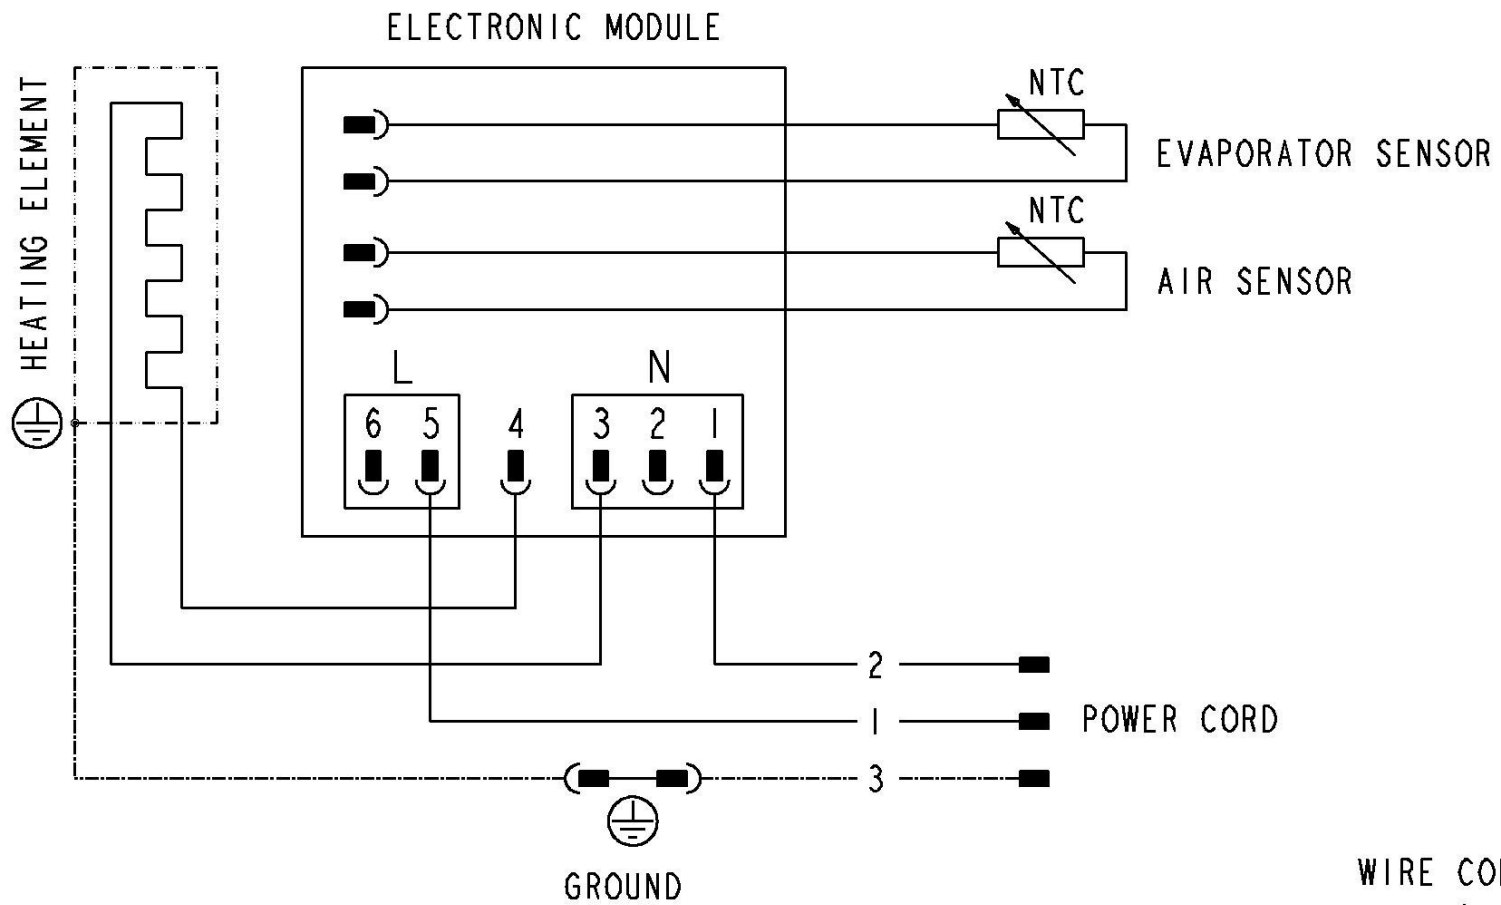 ELECTRONIC MODULE
HEATING ELEMENT
NTC
EVAPORATOR SENSOR
NTC
AIR SENSOR
L N
6 5 4 3 2 1
2
1 POWER CORD
3
GROUND
WIRE